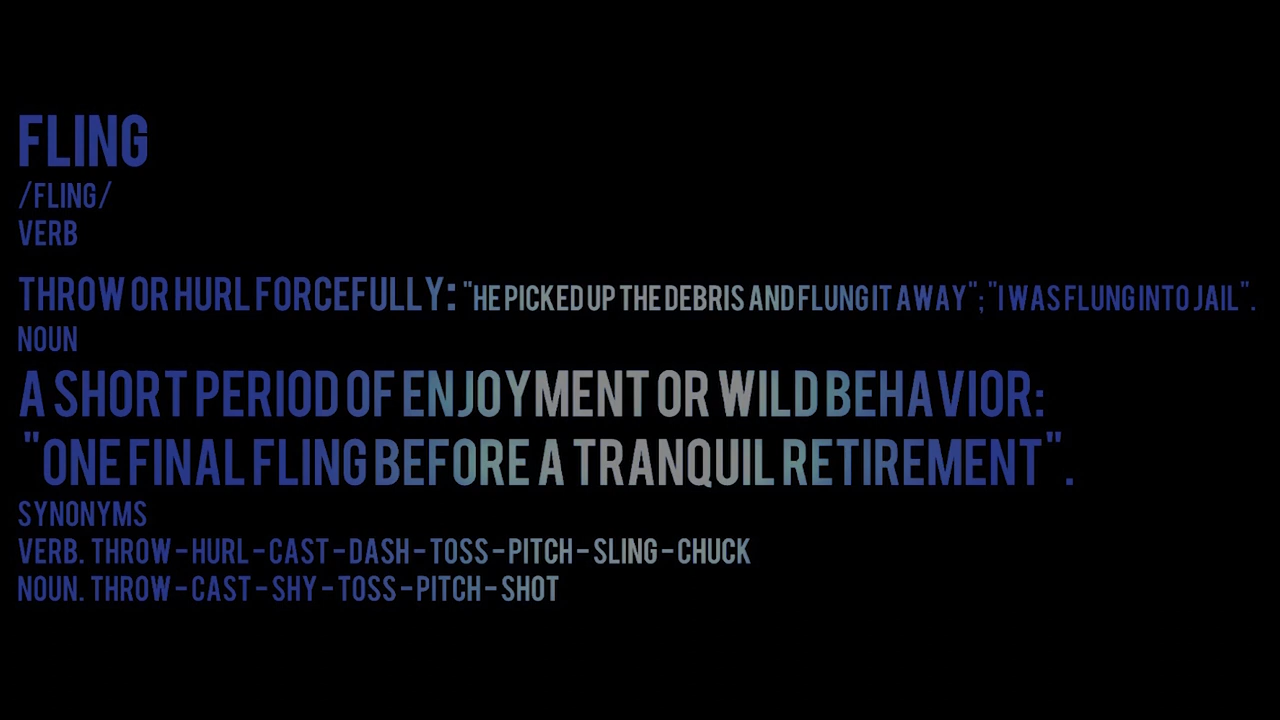 FLING
/FLING/
VERB
THROW OR HURL FORCEFULLY: "HE PICKED UP THE DEBRIS AND FLUNG IT AWAY"; "I WAS FLUNG INTO JAIL".
NOUN
A SHORT PERIOD OF ENJOYMENT OR WILD BEHAVIOR:
"ONE FINAL FLING BEFORE A TRANQUIL RETIREMENT".
SYNONYMS
VERB. THROW - HURL - CAST - DASH - TOSS - PITCH - SLING - CHUCK
NOUN. THROW - CAST - SHY - TOSS - PITCH - SHOT